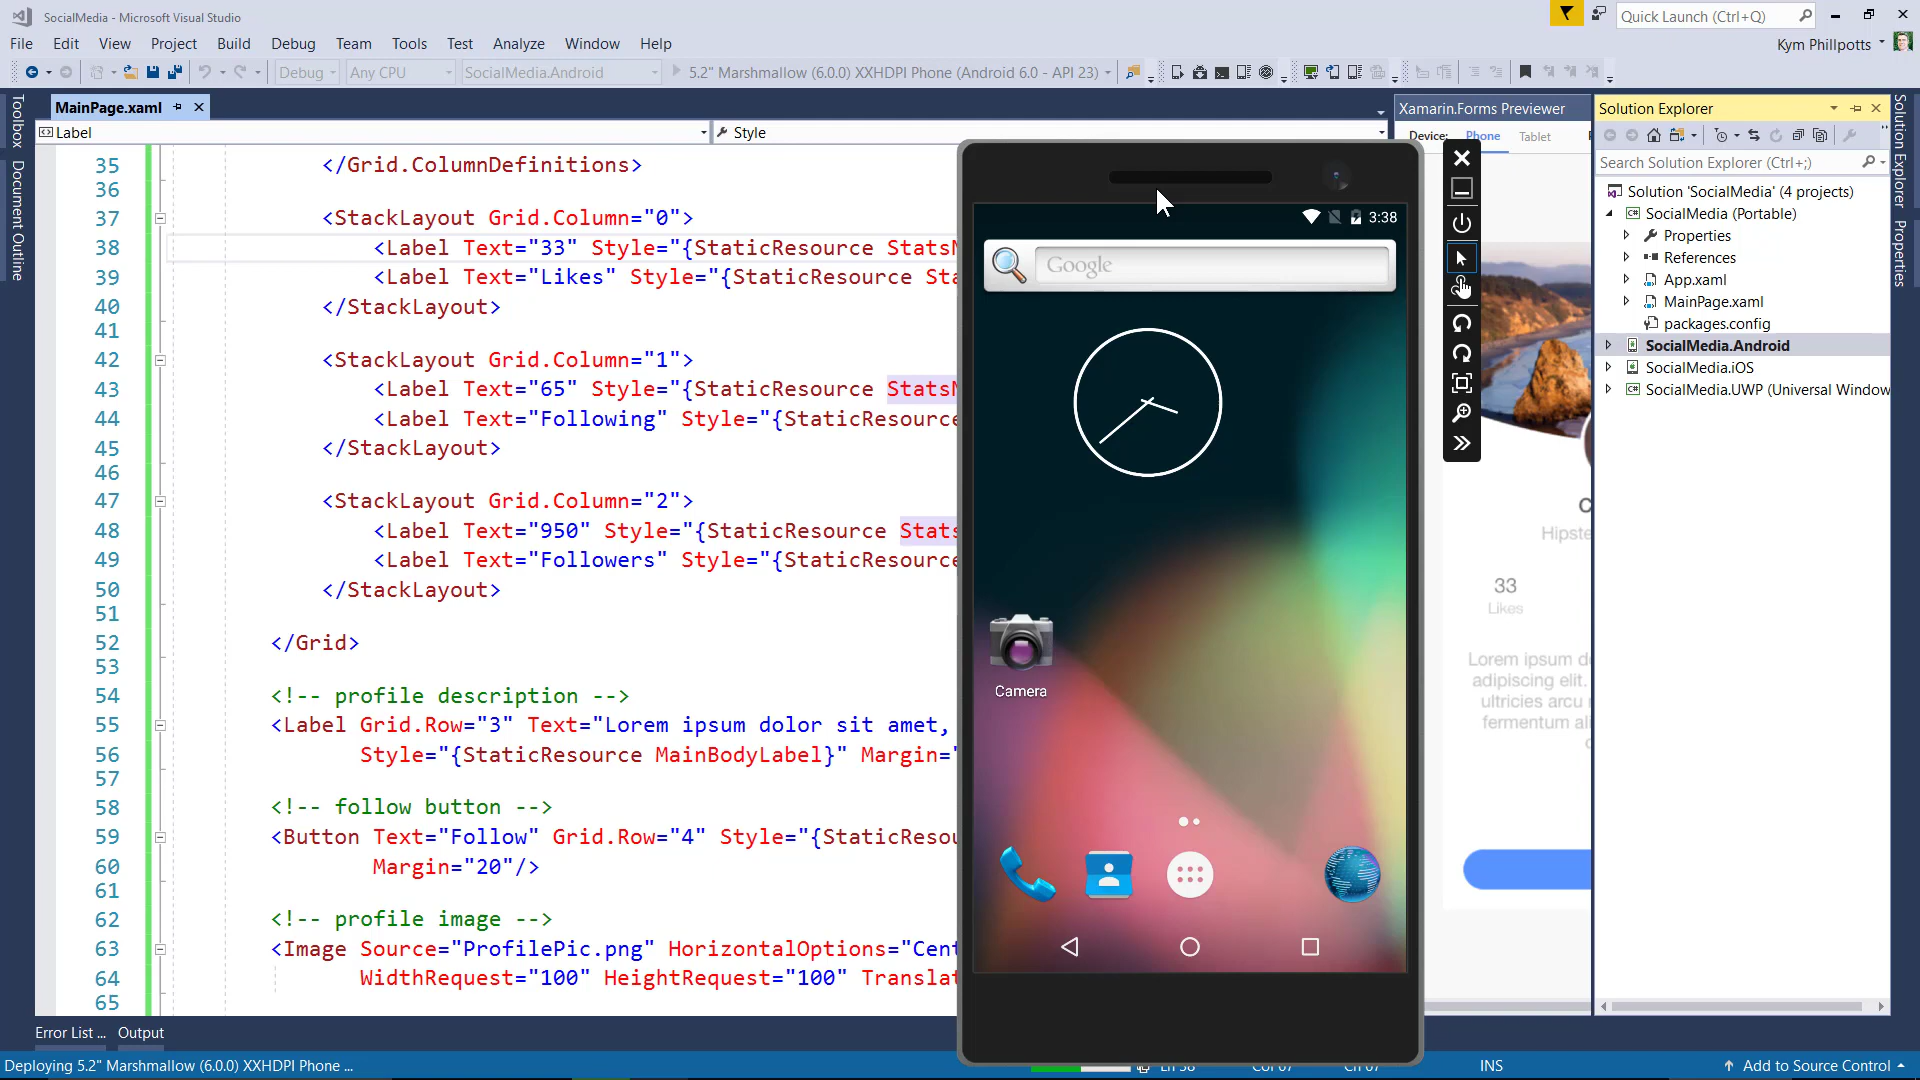 SocialMedia - Microsoft Visual Studio
Quick Launch (Ctrl+Q)
File Edit View Project Build Debug Team Tools Test Analyze Window Help
Kym Phillpotts
Debug Any CPU SocialMedia.Android 5.2" Marshmallow (6.0.0) XXHDPI Phone (Android 6.0 - API 23)
MainPage.xaml
Xamarin.Forms Previewer
Solution Explorer
Label
Style
Device: Phone Tablet
Search Solution Explorer (Ctrl+;)
Toolbox
Document Outline
Solution Explorer
Properties
35 </Grid.ColumnDefinitions>
36
37 <StackLayout Grid.Column="0">
38 <Label Text="33" Style="{StaticResource Stats
39 <Label Text="Likes" Style="{StaticResource Sta
40 </StackLayout>
41
42 <StackLayout Grid.Column="1">
43 <Label Text="65" Style="{StaticResource Stats
44 <Label Text="Following" Style="{StaticResource
45 </StackLayout>
46
47 <StackLayout Grid.Column="2">
48 <Label Text="950" Style="{StaticResource Stats
49 <Label Text="Followers" Style="{StaticResource
50 </StackLayout>
51
52 </Grid>
53
54 <!-- profile description -->
55 <Label Grid.Row="3" Text="Lorem ipsum dolor sit amet,
56 Style="{StaticResource MainBodyLabel}" Margin="
57
58 <!-- follow button -->
59 <Button Text="Follow" Grid.Row="4" Style="{StaticResou
60 Margin="20"/>
61
62 <!-- profile image -->
63 <Image Source="ProfilePic.png" HorizontalOptions="Cent
64 WidthRequest="100" HeightRequest="100" Translat
65
3:38
Google
Camera
Hipste
33
Likes
Lorem ipsum d
adipiscing elit.
ultricies arcu
fermentum ali
Solution 'SocialMedia' (4 projects)
SocialMedia (Portable)
Properties
References
App.xaml
MainPage.xaml
packages.config
SocialMedia.Android
SocialMedia.iOS
SocialMedia.UWP (Universal Window
Error List ... Output
Deploying 5.2" Marshmallow (6.0.0) XXHDPI Phone ...
INS
Add to Source Control